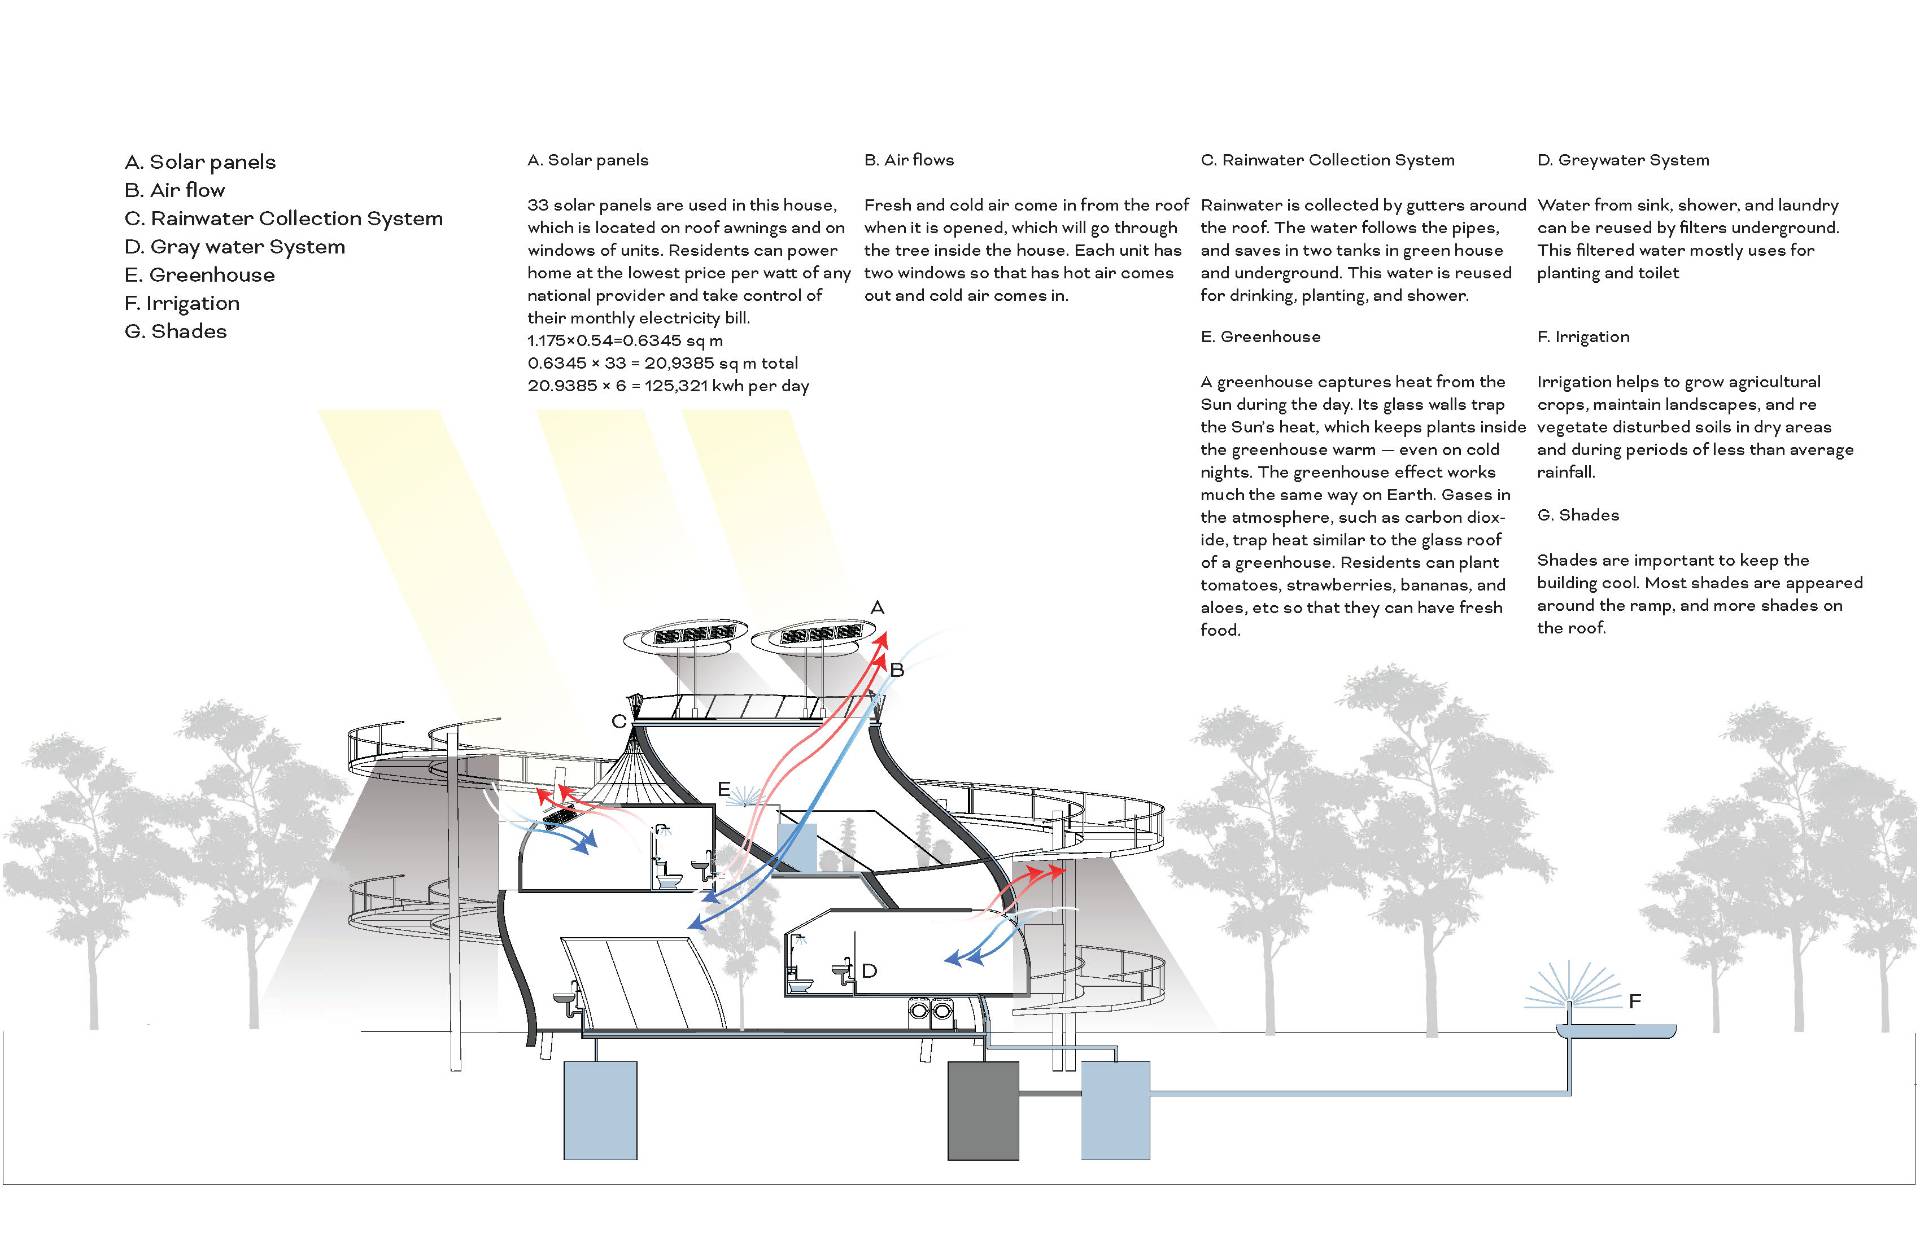 A. Solar panels
B. Air flow
C. Rainwater Collection System
D. Gray water System
E. Greenhouse
F. Irrigation
G. Shades
A. Solar panels
33 solar panels are used in this house,
which is located on roof awnings and on
windows of units. Residents can power
home at the lowest price per watt of any
national provider and take control of
their monthly electricity bill.
1.175×0.54=0.6345 sq m
0.6345 × 33 = 20,9385 sq m total
20.9385 × 6 = 125,321 kwh per day
B. Air flows
Fresh and cold air come in from the roof
when it is opened, which will go through
the tree inside the house. Each unit has
two windows so that has hot air comes
out and cold air comes in.
C. Rainwater Collection System
Rainwater is collected by gutters around
the roof. The water follows the pipes,
and saves in two tanks in green house
and underground. This water is reused
for drinking, planting, and shower.
D. Greywater System
Water from sink, shower, and laundry
can be reused by filters underground.
This filtered water mostly uses for
planting and toilet
E. Greenhouse
A greenhouse captures heat from the
Sun during the day. Its glass walls trap
the Sun's heat, which keeps plants inside
the greenhouse warm — even on cold
nights. The greenhouse effect works
much the same way on Earth. Gases in
the atmosphere, such as carbon diox-
ide, trap heat similar to the glass roof
of a greenhouse. Residents can plant
tomatoes, strawberries, bananas, and
aloes, etc so that they can have fresh
food.
F. Irrigation
Irrigation helps to grow agricultural
crops, maintain landscapes, and re
vegetate disturbed soils in dry areas
and during periods of less than average
rainfall.
G. Shades
Shades are important to keep the
building cool. Most shades are appeared
around the ramp, and more shades on
the roof.
A
B
C
E
D
F